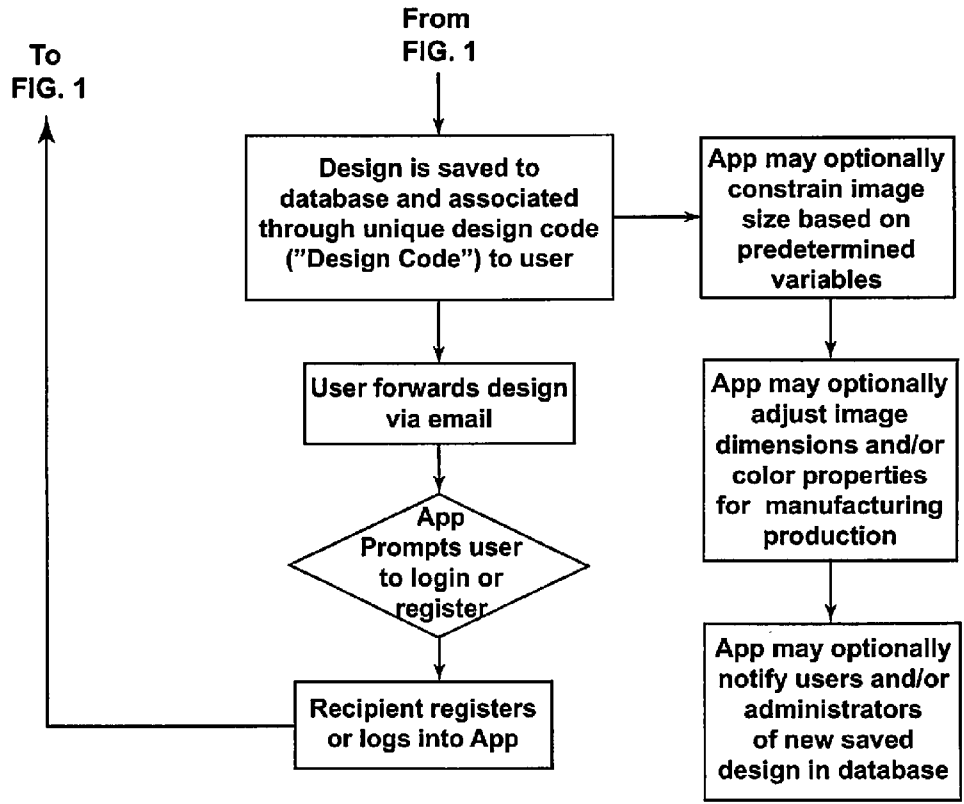 To
FIG. 1
From
FIG. 1
Design is saved to
database and associated
through unique design code
(”Design Code”) to user
App may optionally
constrain image
size based on
predetermined
variables
User forwards design
via email
App may optionally
adjust image
dimensions and/or
color properties
for manufacturing
production
App
Prompts user
to login or
register
Recipient registers
or logs into App
App may optionally
notify users and/or
administrators
of new saved
design in database